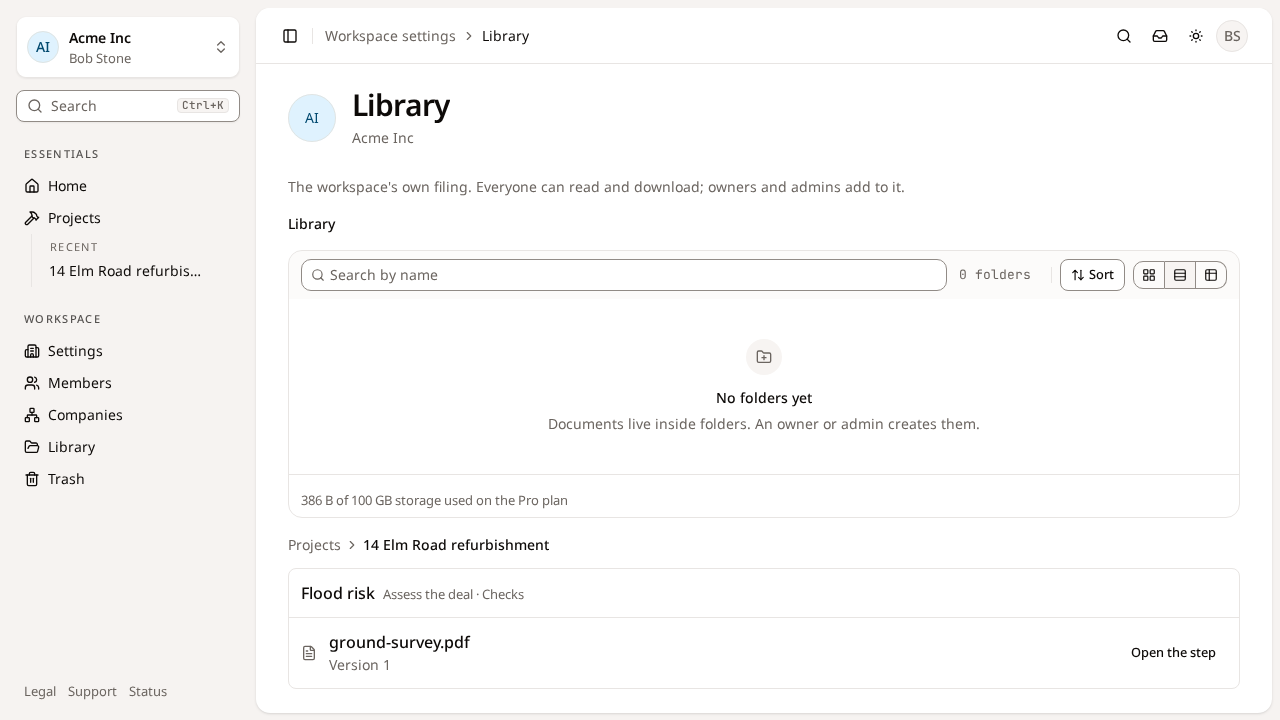 AI
Acme Inc
Bob Stone
Search
Ctrl+K
ESSENTIALS
Home
Projects
RECENT
14 Elm Road refurbis...
WORKSPACE
Settings
Members
Companies
Library
Trash
Legal Support Status
Workspace settings Library
BS
AI
Library
Acme Inc
The workspace's own filing. Everyone can read and download; owners and admins add to it.
Library
Search by name
0 folders
Sort
No folders yet
Documents live inside folders. An owner or admin creates them.
386 B of 100 GB storage used on the Pro plan
Projects 14 Elm Road refurbishment
Flood risk Assess the deal · Checks
ground-survey.pdf
Version 1
Open the step